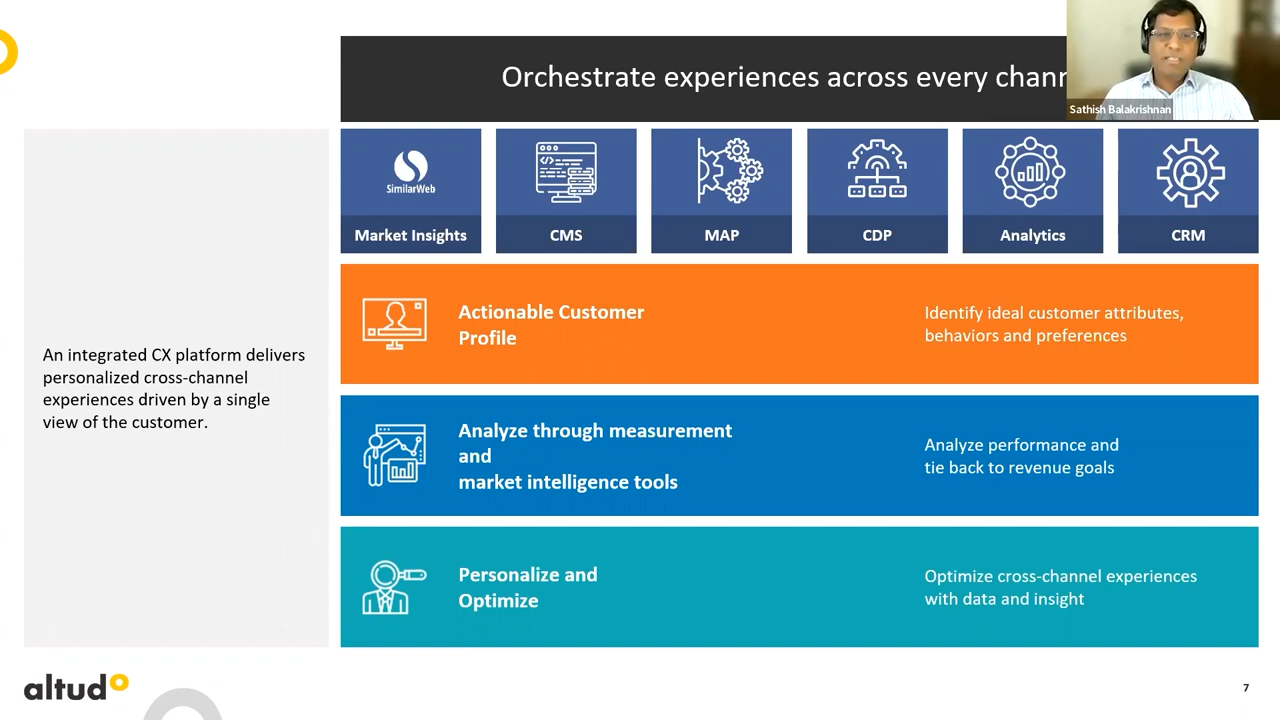 Orchestrate experiences across every
Sathish Balakrishnan
SimilarWeb
Market Insights
CMS
MAP
CDP
Analytics
CRM
An integrated CX platform delivers
personalized cross-channel
experiences driven by a single
view of the customer.
Actionable Customer
Profile
Identify ideal customer attributes,
behaviors and preferences
Analyze through measurement
and
market intelligence tools
Analyze performance and
tie back to revenue goals
Personalize and
Optimize
Optimize cross-channel experiences
with data and insight
altudo
7